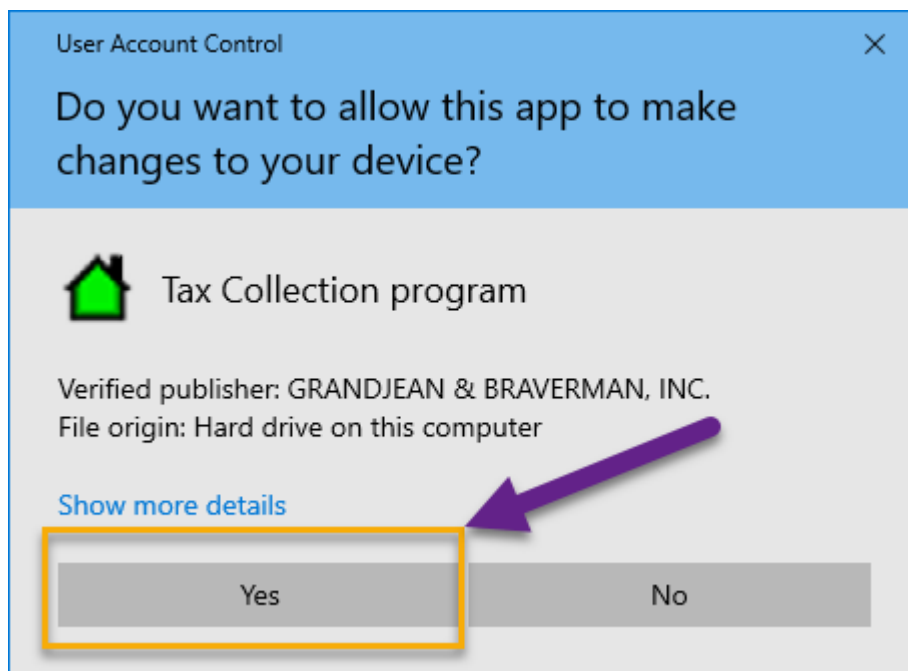 User Account Control
Do you want to allow this app to make
changes to your device?
Tax Collection program
Verified publisher: GRANDJEAN & BRAVERMAN, INC.
File origin: Hard drive on this computer
Show more details
Yes
No